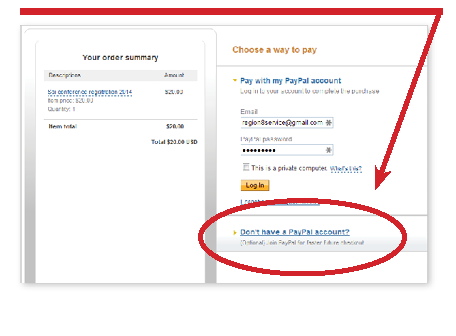 Your order summary
Descriptions Amount
conference registration 2014 $20.00
Item price: $20.00
Quantity: 1
Item total $20.00
Total $20.00 USD
Choose a way to pay
Pay with my PayPal account
Log in to your account to complete the purchase
Email
region8service@gmail.com
PayPal password
•••••••••
This is a private computer. What's this?
Log In
Don't have a PayPal account?
(Optional) Join PayPal for faster future checkout